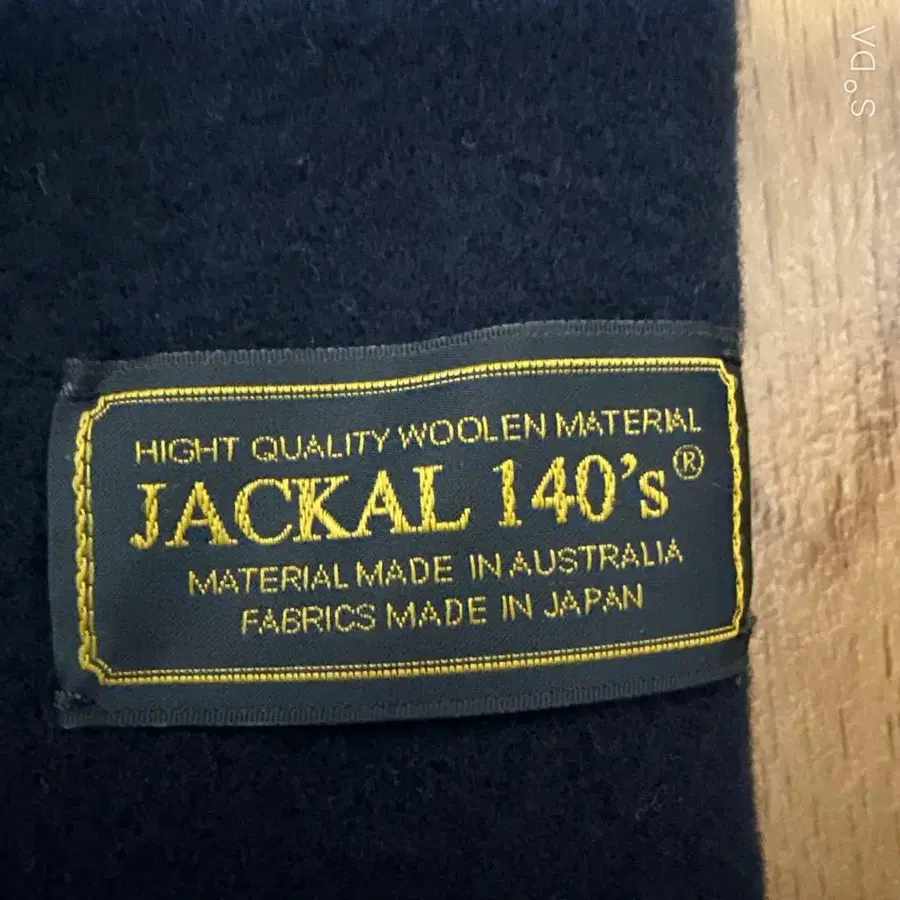 HIGHT QUALITY WOOLEN MATERIAL
JACKAL 140's®
MATERIAL MADE IN AUSTRALIA
FABRICS MADE IN JAPAN